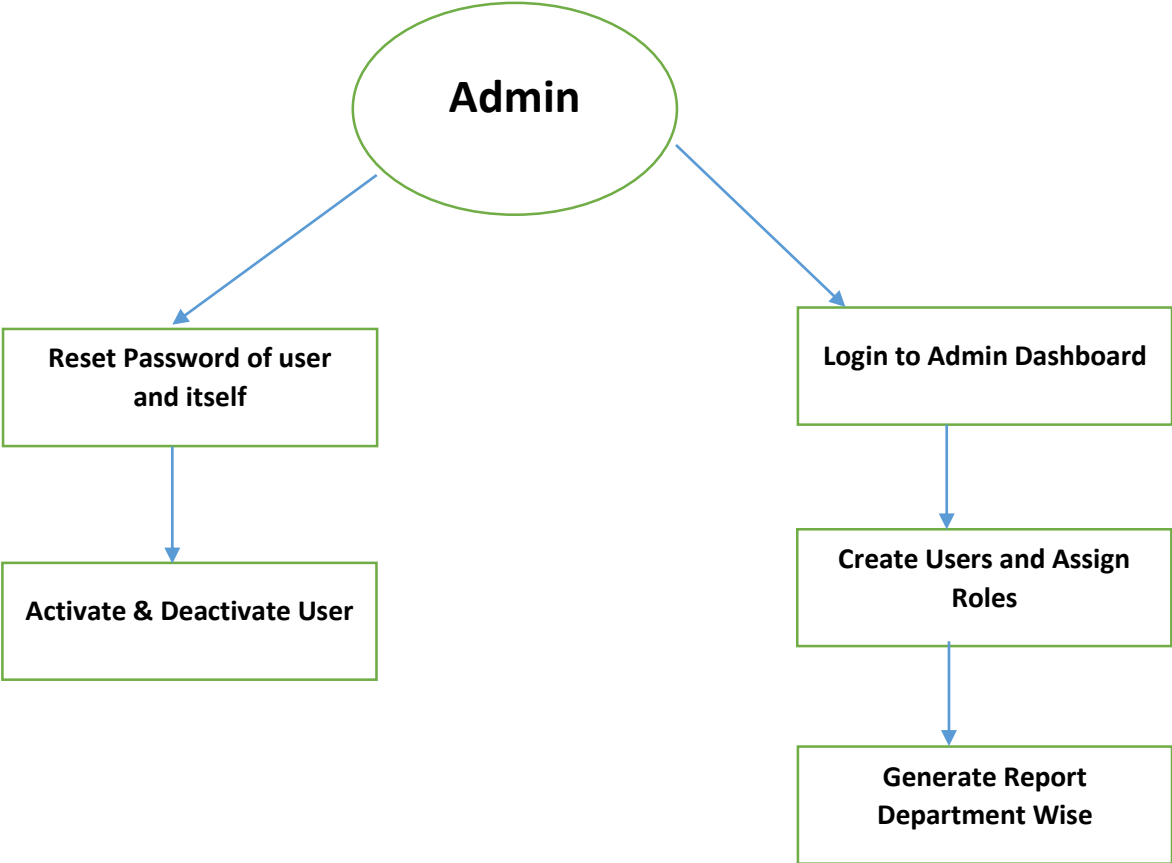 Admin
Reset Password of user
and itself
Activate & Deactivate User
Login to Admin Dashboard
Create Users and Assign
Roles
Generate Report
Department Wise